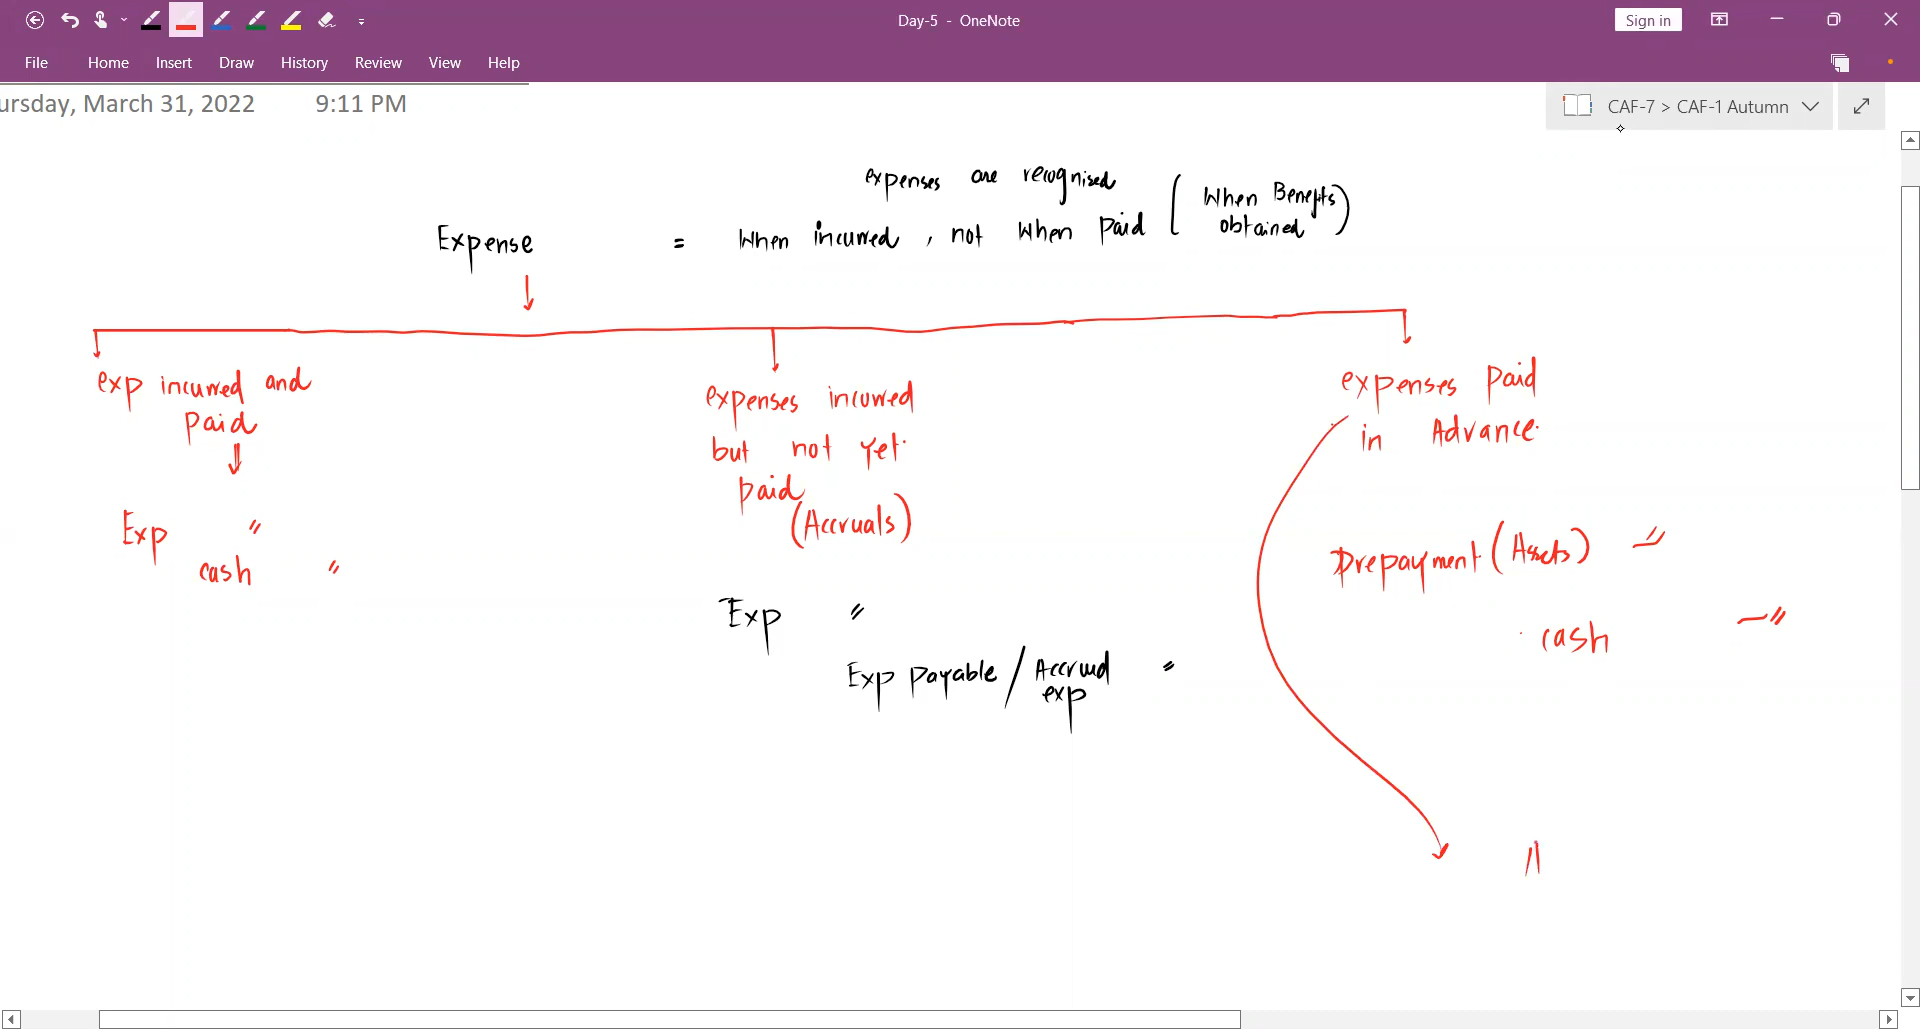 Day-5 - OneNote
Sign in
File Home Insert Draw History Review View Help
ursday, March 31, 2022 9:11 PM
CAF-7 > CAF-1 Autumn
expenses are recognised
Expense = When incurred, not when paid (When Benefits obtained)
exp incurred and
paid
Exp "
cash "
expenses incurred
but not yet
paid
(Accruals)
Exp "
Exp payable / Accrued
exp "
expenses paid
in Advance
Prepayment (Assets) "
cash "